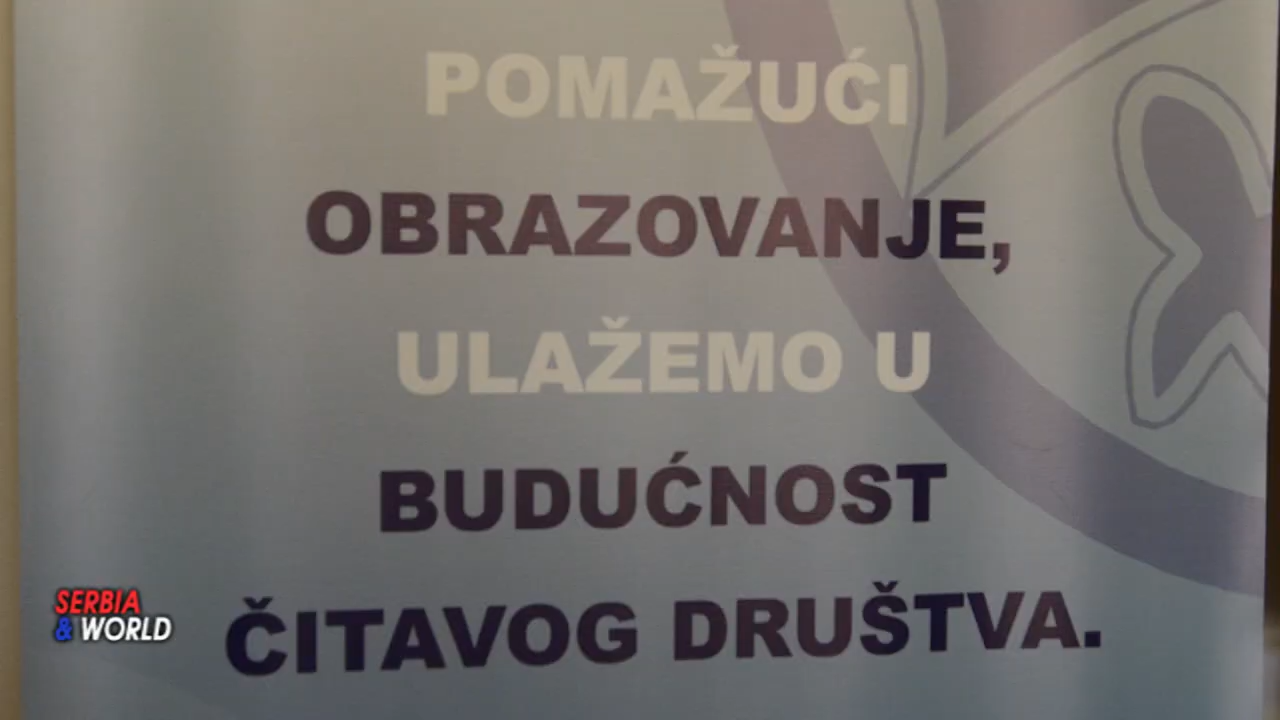 POMAŽUĆI
OBRAZOVANJE,
ULAŽEMO U
BUDUĆNOST
ČITAVOG DRUŠTVA.
SERBIA
& WORLD